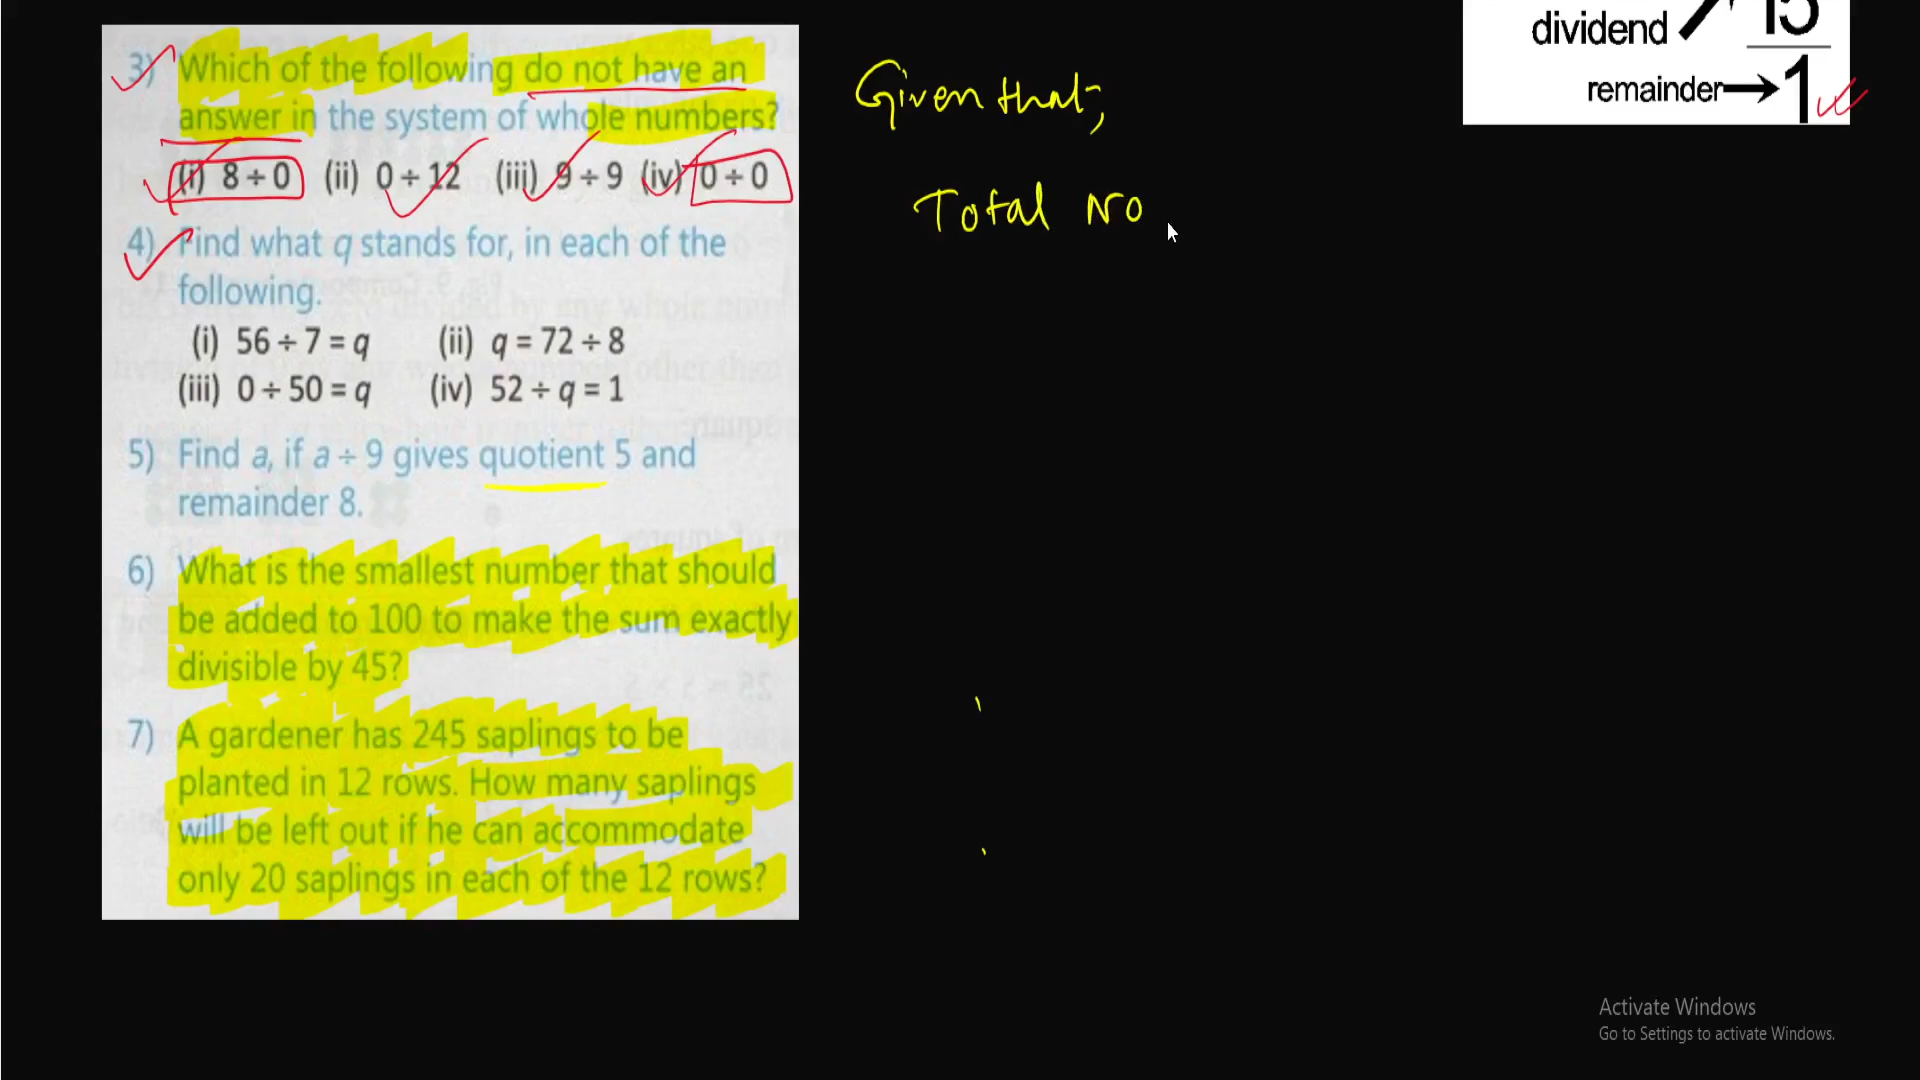 3) Which of the following do not have an
answer in the system of whole numbers?
(i) 8 ÷ 0 (ii) 0 ÷ 12 (iii) 9 ÷ 9 (iv) 0 ÷ 0
4) Find what q stands for, in each of the
following.
(i) 56 ÷ 7 = q (ii) q = 72 ÷ 8
(iii) 0 ÷ 50 = q (iv) 52 ÷ q = 1
5) Find a, if a ÷ 9 gives quotient 5 and
remainder 8.
6) What is the smallest number that should
be added to 100 to make the sum exactly
divisible by 45?
7) A gardener has 245 saplings to be
planted in 12 rows. How many saplings
will be left out if he can accommodate
only 20 saplings in each of the 12 rows?
Given that;
Total No
dividend 15
remainder 1
Activate Windows
Go to Settings to activate Windows.